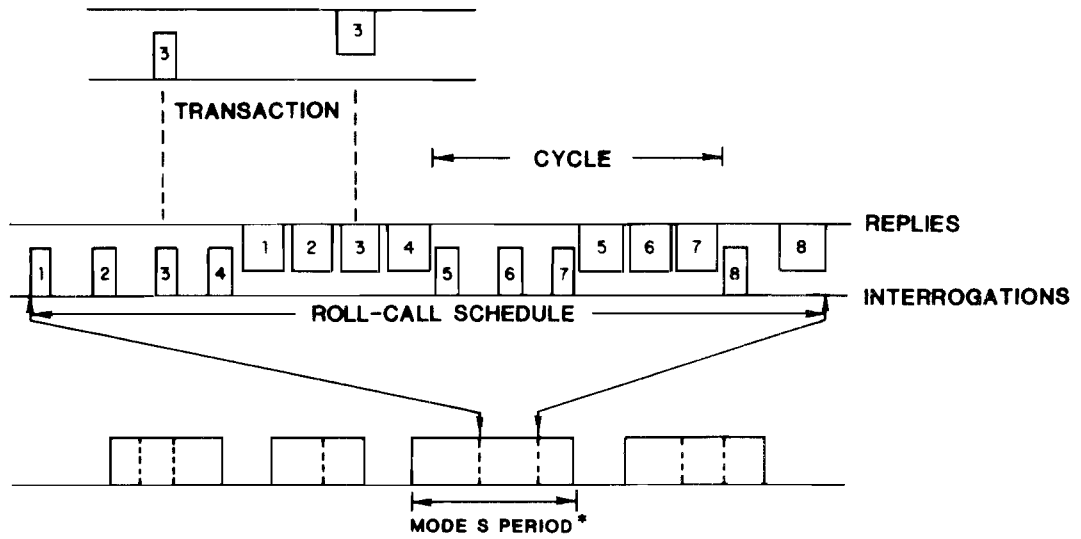 3 3
TRANSACTION
CYCLE
REPLIES
1 2 3 4 5 6 7 8
1 2 3 4 5 6 7 8
INTERROGATIONS
ROLL-CALL SCHEDULE
MODE S PERIOD*